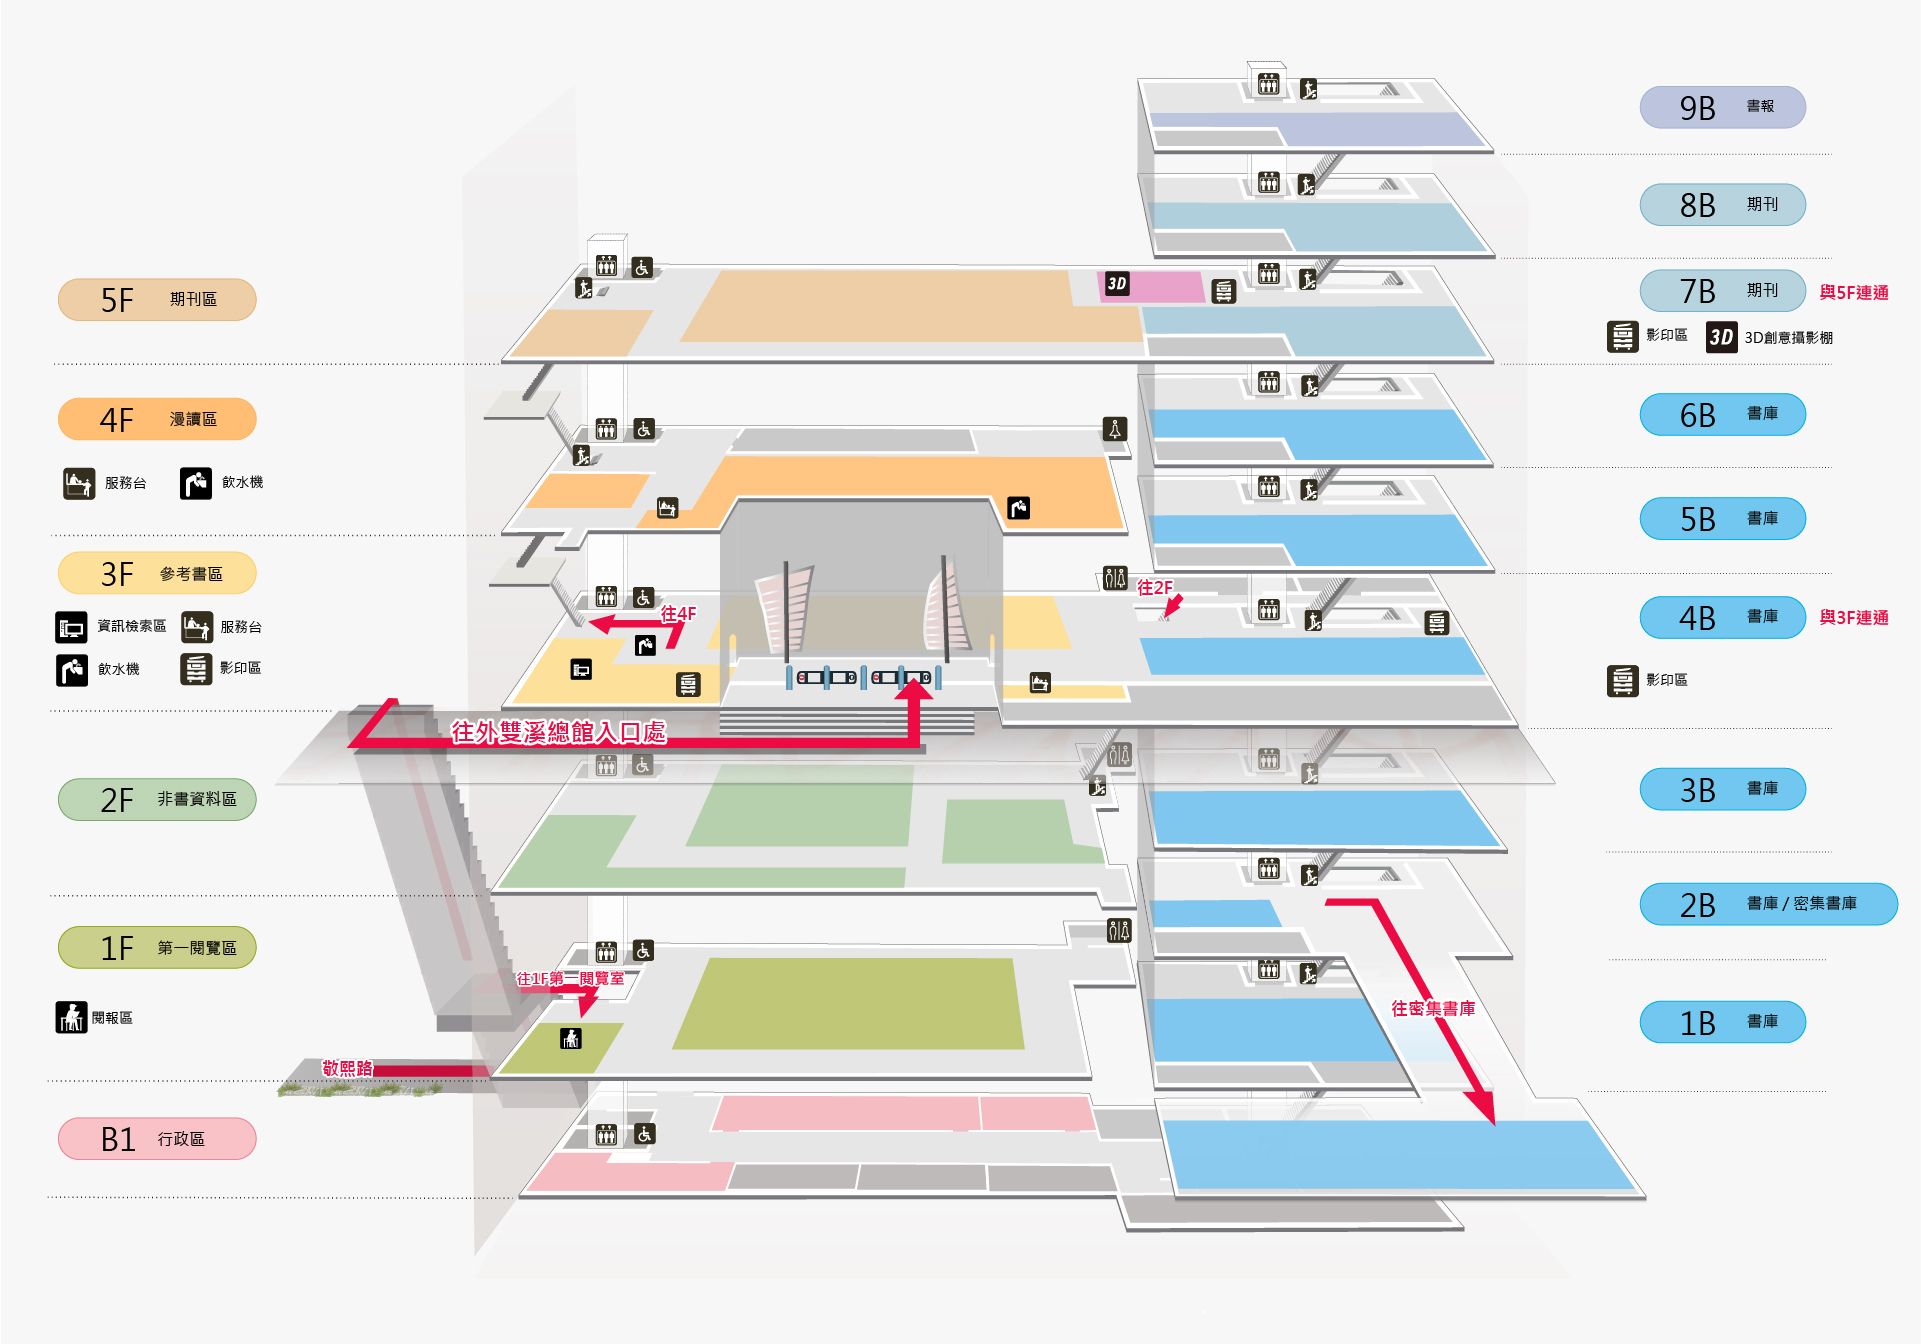 9B 書報
8B 期刊
7B 期刊 與5F連通
影印區 3D 3D創意攝影棚
6B 書庫
5B 書庫
4B 書庫 與3F連通
影印區
3B 書庫
2B 書庫 / 密集書庫
1B 書庫
5F 期刊區
4F 漫讀區
服務台 飲水機
3F 參考書區
資訊檢索區 服務台
飲水機 影印區
2F 非書資料區
1F 第一閱覽區
閱報區
B1 行政區
3D
往2F
往4F
往外雙溪總館入口處
往1F第一閱覽室
往密集書庫
敬熙路